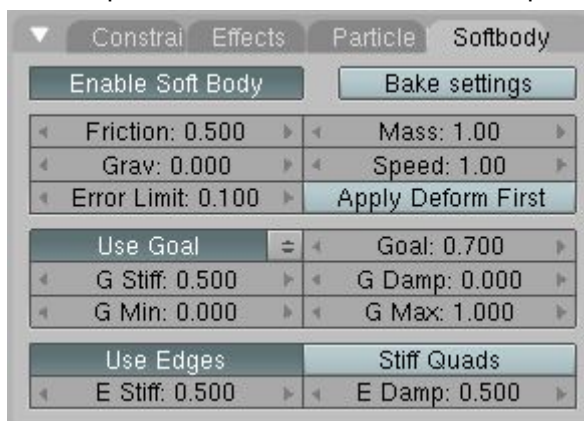 Constrai Effects Particle Softbody
Enable Soft Body Bake settings
Friction: 0.500 Mass: 1.00
Grav: 0.000 Speed: 1.00
Error Limit: 0.100 Apply Deform First
Use Goal Goal: 0.700
G Stiff: 0.500 G Damp: 0.000
G Min: 0.000 G Max: 1.000
Use Edges Stiff Quads
E Stiff: 0.500 E Damp: 0.500